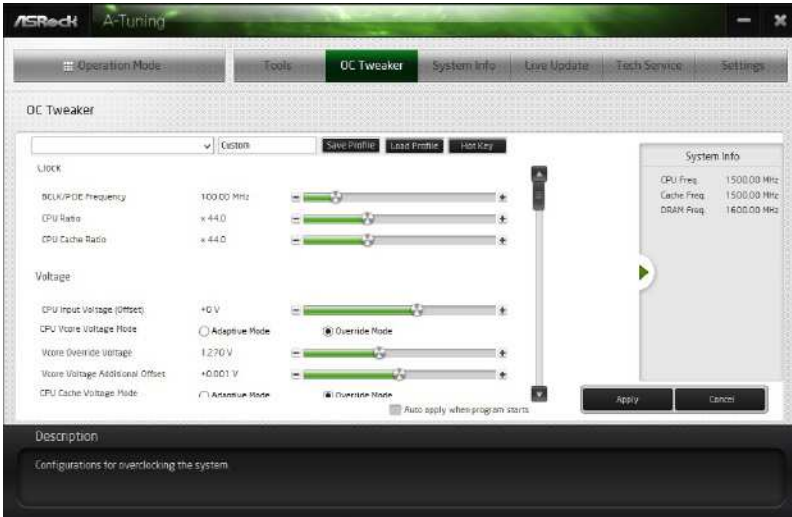 ASRock A-Tuning
Operation Mode Tools OC Tweaker System Info Live Update Tech Service Settings
OC Tweaker
Custom Save Profile Load Profile Hot Key
Clock
BCLK/PCIE Frequency 100.00 MHz
CPU Ratio x 44.0
CPU Cache Ratio x 44.0
Voltage
CPU Input Voltage (Offset) +0 V
CPU Vcore Voltage Mode Adaptive Mode Override Mode
Vcore Override Voltage 1.270 V
Vcore Voltage Additional Offset +0.001 V
CPU Cache Voltage Mode Adaptive Mode Override Mode
Auto apply when program starts
System Info
CPU Freq. 1500.00 MHz
Cache Freq. 1500.00 MHz
DRAM Freq. 1600.00 MHz
Apply Cancel
Description
Configurations for overclocking the system